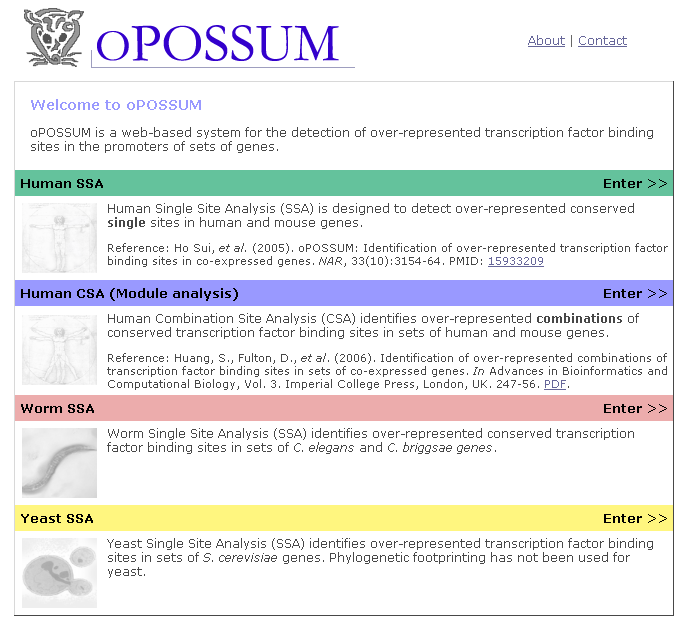 oPOSSUM
About | Contact
Welcome to oPOSSUM
oPOSSUM is a web-based system for the detection of over-represented transcription factor binding
sites in the promoters of sets of genes.
Human SSA Enter >>
Human Single Site Analysis (SSA) is designed to detect over-represented conserved
single sites in human and mouse genes.
Reference: Ho Sui, et al. (2005). oPOSSUM: Identification of over-represented transcription factor
binding sites in co-expressed genes. NAR, 33(10):3154-64. PMID: 15933209
Human CSA (Module analysis) Enter >>
Human Combination Site Analysis (CSA) identifies over-represented combinations of
conserved transcription factor binding sites in sets of human and mouse genes.
Reference: Huang, S., Fulton, D., et al. (2006). Identification of over-represented combinations of
transcription factor binding sites in sets of co-expressed genes. In Advances in Bioinformatics and
Computational Biology, Vol. 3. Imperial College Press, London, UK. 247-56. PDF.
Worm SSA Enter >>
Worm Single Site Analysis (SSA) identifies over-represented conserved transcription
factor binding sites in sets of C. elegans and C. briggsae genes.
Yeast SSA Enter >>
Yeast Single Site Analysis (SSA) identifies over-represented transcription factor binding
sites in sets of S. cerevisiae genes. Phylogenetic footprinting has not been used for
yeast.